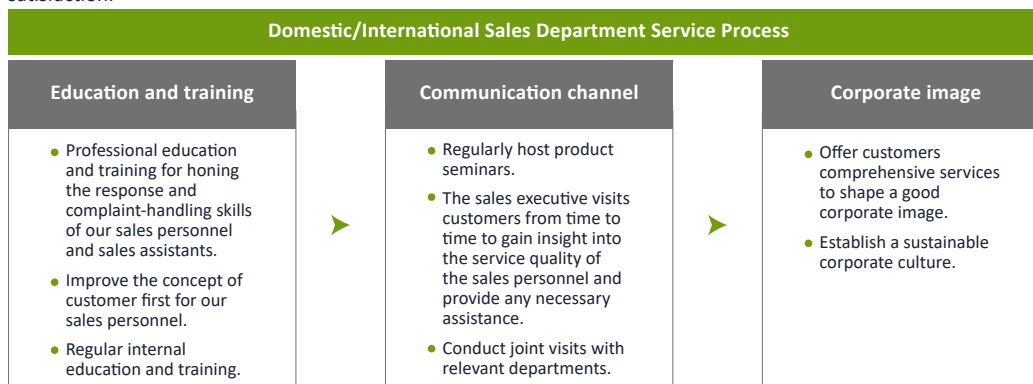 Domestic/International Sales Department Service Process
Education and training
• Professional education
and training for honing
the response and
complaint-handling skills
of our sales personnel
and sales assistants.
• Improve the concept of
customer first for our
sales personnel.
• Regular internal
education and training.
Communication channel
• Regularly host product
seminars.
• The sales executive visits
customers from time to
time to gain insight into
the service quality of
the sales personnel and
provide any necessary
assistance.
• Conduct joint visits with
relevant departments.
Corporate image
• Offer customers
comprehensive services
to shape a good
corporate image.
• Establish a sustainable
corporate culture.